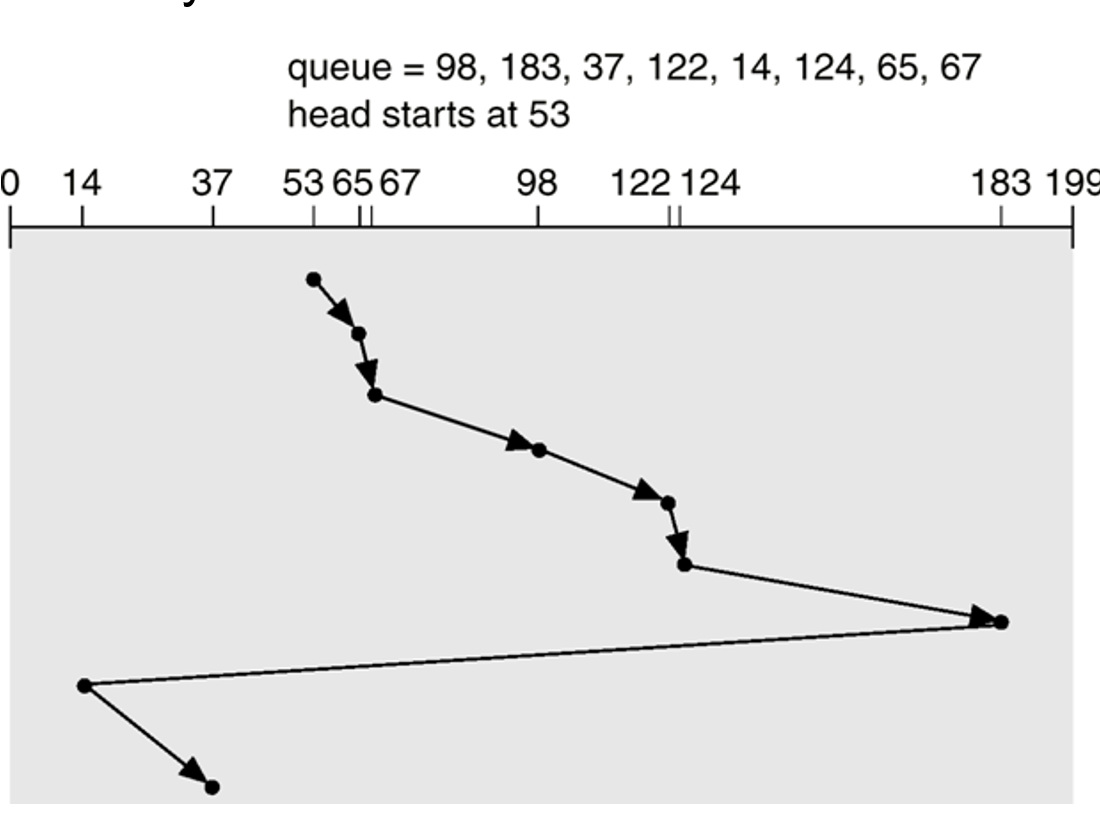 queue = 98, 183, 37, 122, 14, 124, 65, 67
head starts at 53
0 14 37 53 65 67 98 122 124 183 199